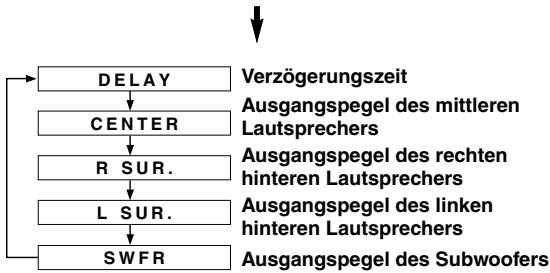 DELAY Verzögerungszeit
CENTER Ausgangspegel des mittleren
Lautsprechers
R SUR. Ausgangspegel des rechten
hinteren Lautsprechers
L SUR. Ausgangspegel des linken
hinteren Lautsprechers
SWFR Ausgangspegel des Subwoofers